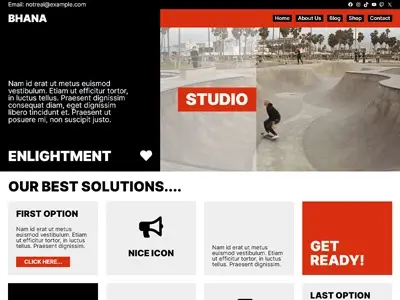 Email: notreal@example.com
BHANA
Home
About Us
Blog
Shop
Contact
Nam id erat ut metus euismod
vestibulum. Etiam ut efficitur tortor,
in luctus tellus. Praesent dignissim
consequat diam, eget dignissim
libero tincidunt et. Praesent ut
posuere mi, non suscipit justo.
STUDIO
ENLIGHTMENT
OUR BEST SOLUTIONS....
FIRST OPTION
Nam id erat ut metus
euismod vestibulum. Etiam ut
efficitur tortor, in luctus
tellus. Praesent dignissim.
CLICK HERE...
NICE ICON
Nam id erat ut metus
euismod vestibulum. Etiam ut
efficitur tortor, in luctus
tellus. Praesent dignissim.
GET
READY!
LAST OPTION